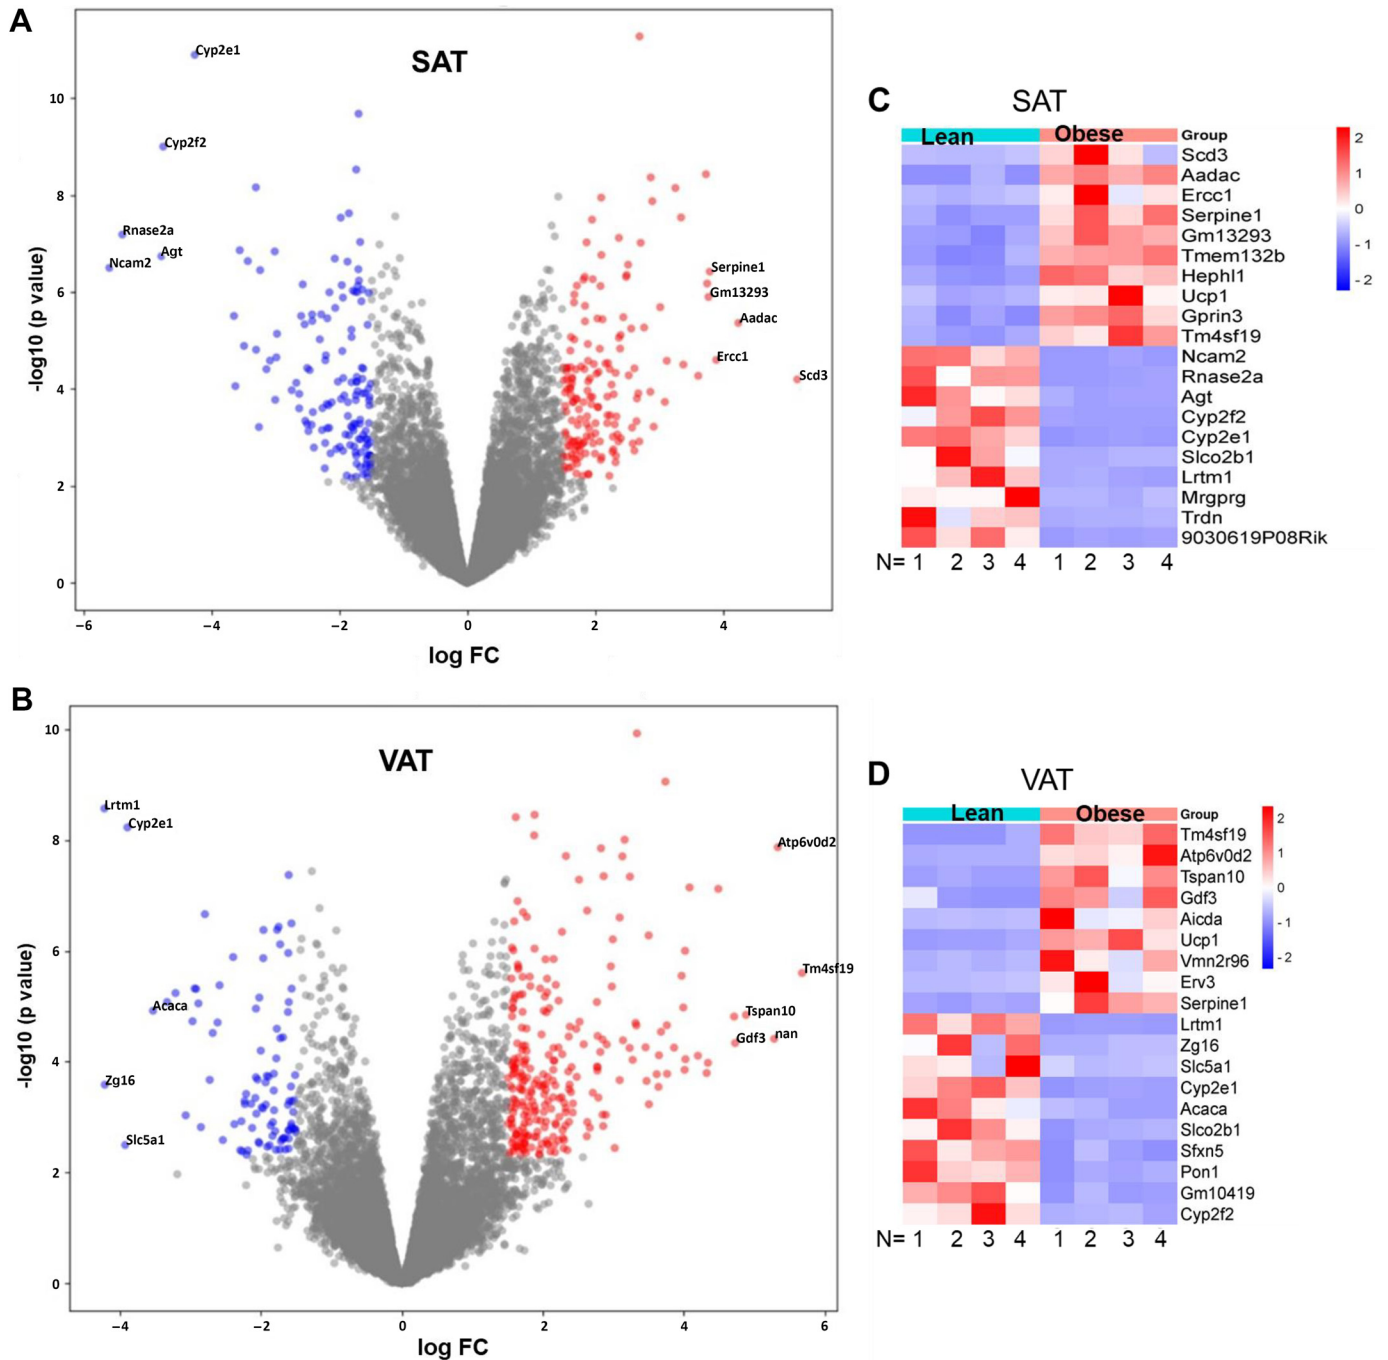 A
SAT
Cyp2e1
Cyp2f2
Rnase2a
Agt
Ncam2
Serpine1
Gm13293
Aadac
Ercc1
Scd3
10
8
6
4
2
0
-log10 (p value)
−6
−4
−2
0
2
4
log FC
C
SAT
Lean
Obese
Group
Scd3
Aadac
Ercc1
Serpine1
Gm13293
Tmem132b
Hephl1
Ucp1
Gprin3
Tm4sf19
Ncam2
Rnase2a
Agt
Cyp2f2
Cyp2e1
Slco2b1
Lrtm1
Mrgprg
Trdn
9030619P08Rik
N= 1 2 3 4 1 2 3 4
2
1
0
-1
-2
B
VAT
Lrtm1
Cyp2e1
Acaca
Zg16
Slc5a1
Atp6v0d2
Tm4sf19
Tspan10
Gdf3
nan
10
8
6
4
2
0
-log10 (p value)
−4
−2
0
2
4
6
log FC
D
VAT
Lean
Obese
Group
Tm4sf19
Atp6v0d2
Tspan10
Gdf3
Aicda
Ucp1
Vmn2r96
Erv3
Serpine1
Lrtm1
Zg16
Slc5a1
Cyp2e1
Acaca
Slco2b1
Sfxn5
Pon1
Gm10419
Cyp2f2
N= 1 2 3 4 1 2 3 4
2
1
0
-1
-2